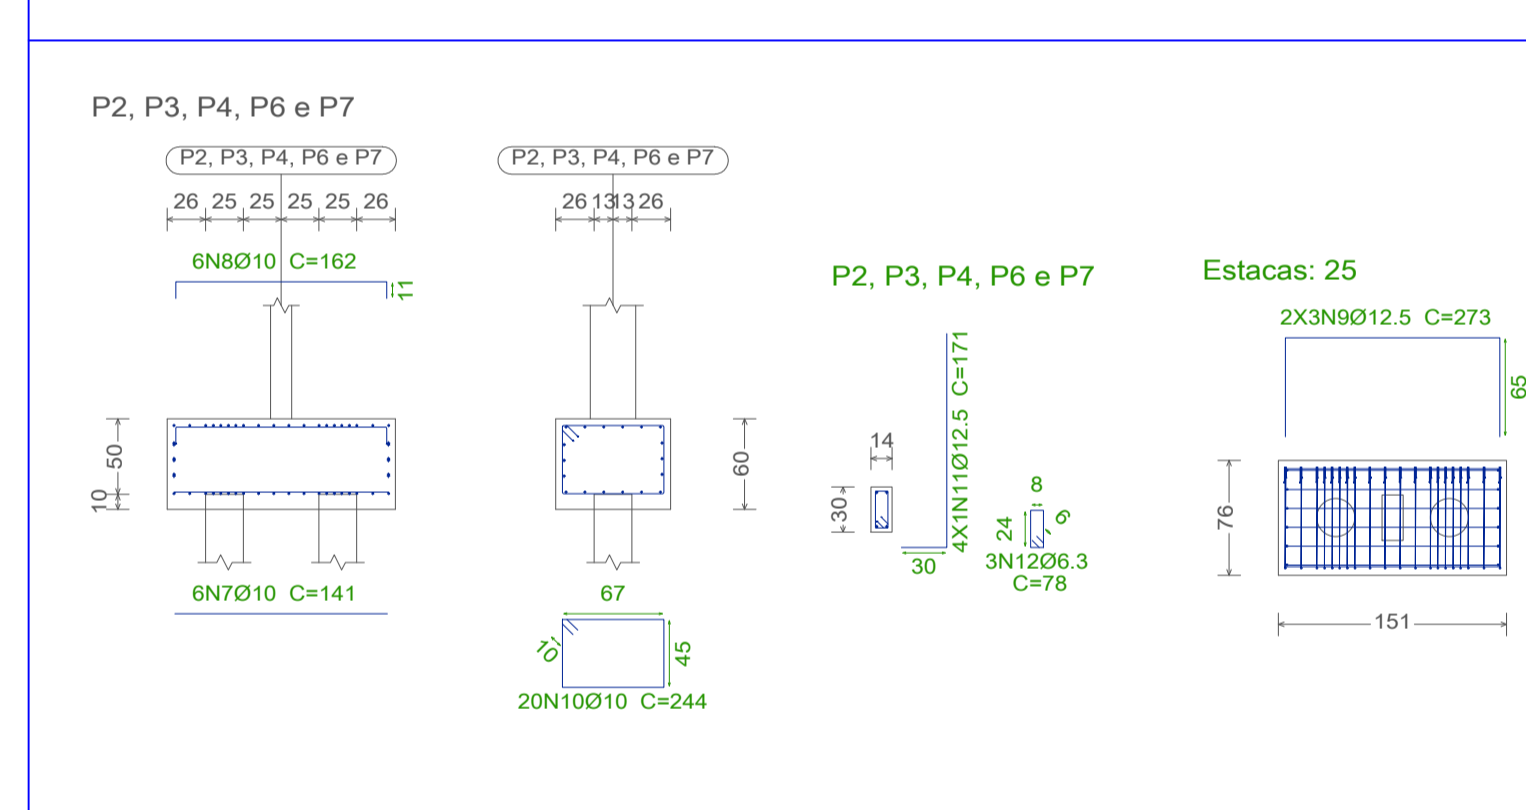 P2, P3, P4, P6 e P7
P2, P3, P4, P6 e P7
26 25 25 25 25 26
6N8Ø10 C=162
11
50
10
6N7Ø10 C=141
P2, P3, P4, P6 e P7
26 13 13 26
60
67
10
45
20N10Ø10 C=244
P2, P3, P4, P6 e P7
14
30
4X1N11Ø12.5 C=171
30
8
24
6
3N12Ø6.3
C=78
Estacas: 25
2X3N9Ø12.5 C=273
65
76
151